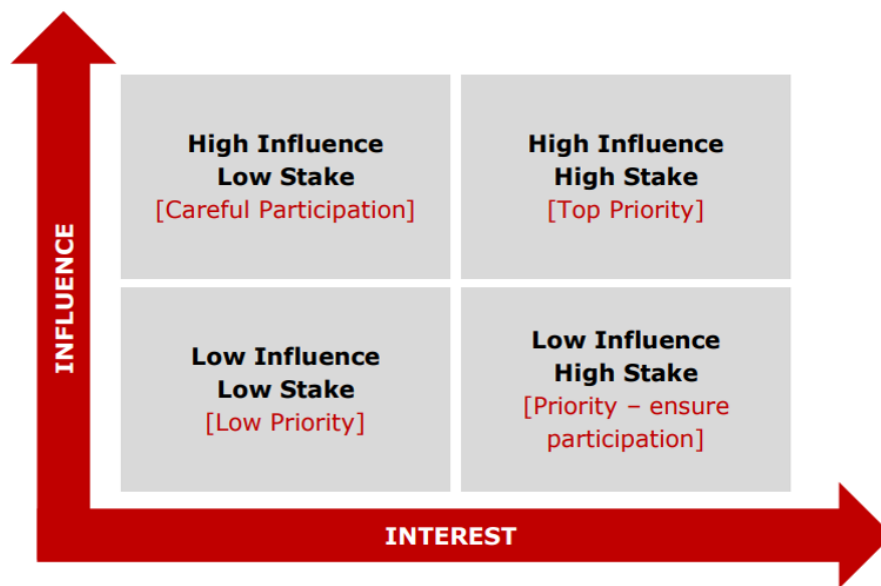 High Influence
Low Stake
[Careful Participation]
High Influence
High Stake
[Top Priority]
INFLUENCE
Low Influence
Low Stake
[Low Priority]
Low Influence
High Stake
[Priority – ensure
participation]
INTEREST